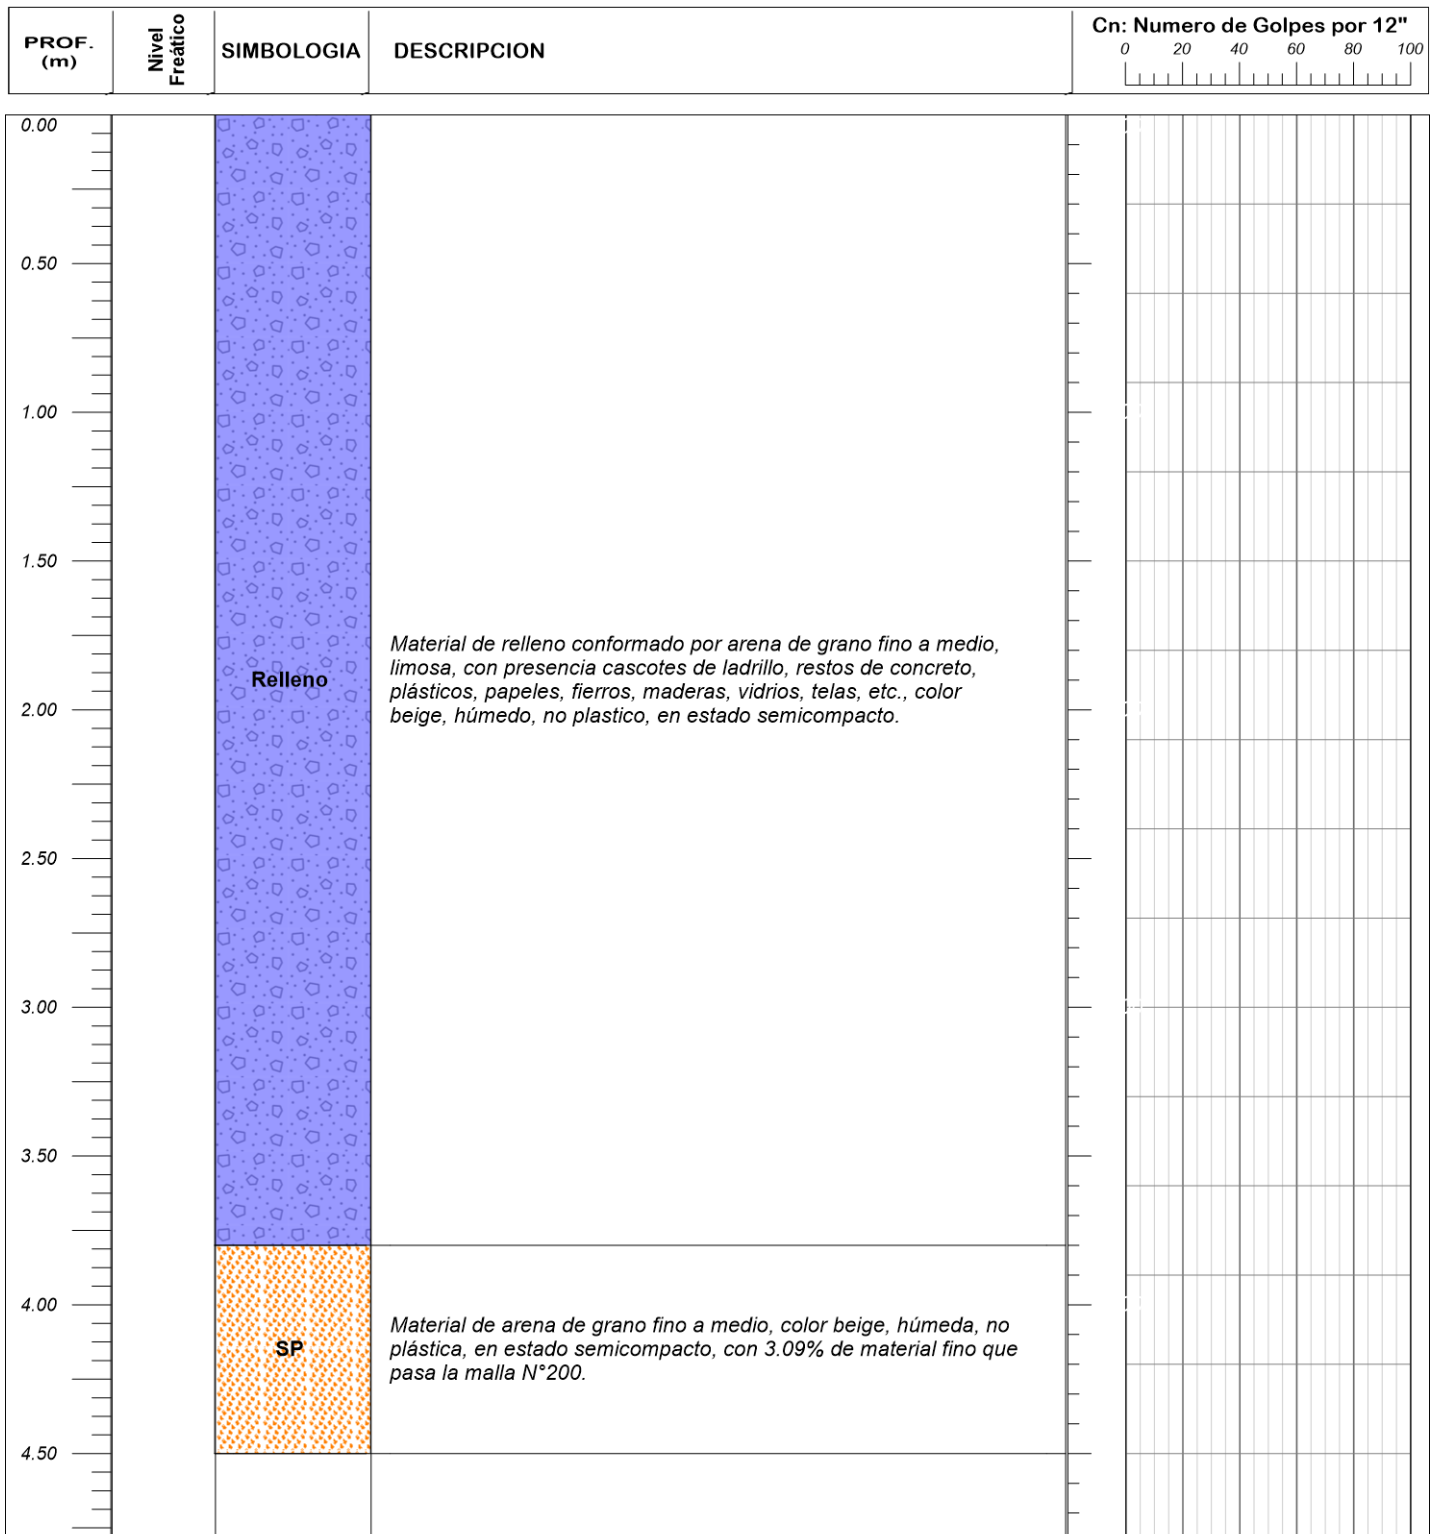 PROF.
(m)
Nivel
Freático
SIMBOLOGIA
DESCRIPCION
Cn: Numero de Golpes por 12"
0 20 40 60 80 100
0.00
0.50
1.00
1.50
Material de relleno conformado por arena de grano fino a medio,
limosa, con presencia cascotes de ladrillo, restos de concreto,
plásticos, papeles, fierros, maderas, vidrios, telas, etc., color
beige, húmedo, no plastico, en estado semicompacto.
Relleno
2.00
2.50
3.00
3.50
4.00
Material de arena de grano fino a medio, color beige, húmeda, no
plástica, en estado semicompacto, con 3.09% de material fino que
pasa la malla N°200.
SP
4.50